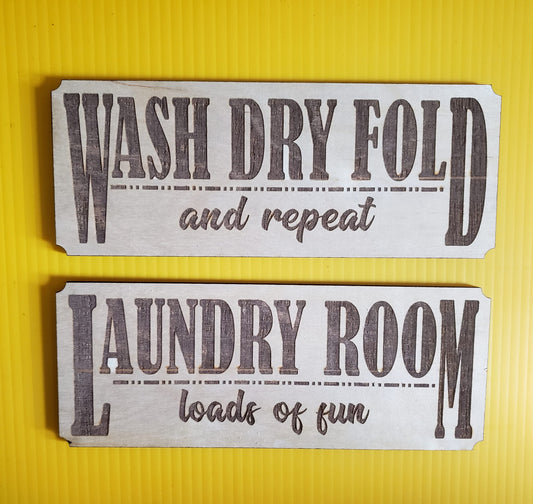 WASH DRY FOLD
and repeat
LAUNDRY ROOM
loads of fun